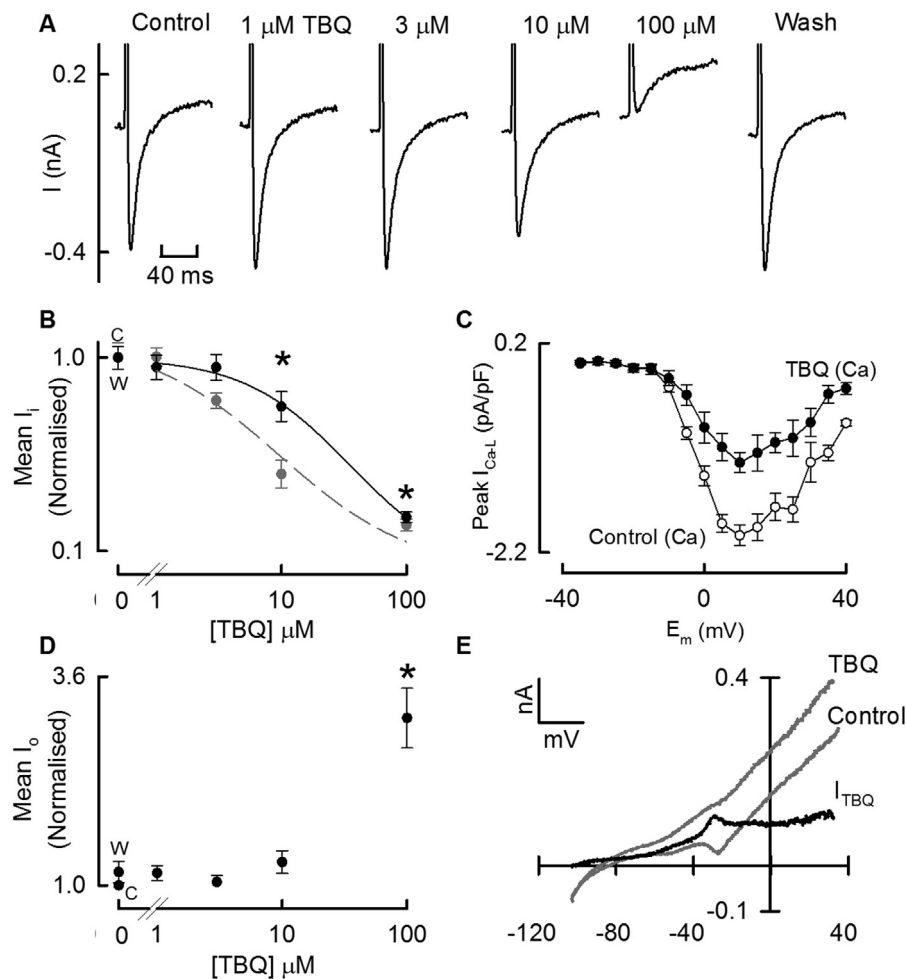 A Control 1 μM TBQ 3 μM 10 μM 100 μM Wash
0.2
I (nA)
-0.4
40 ms
B
C
1.0
W
Mean Ii
(Normalised)
*
*
0.1
0 1 10 100
[TBQ] μM
C
0.2
TBQ (Ca)
Peak ICa-L (pA/pF)
Control (Ca)
-2.2
-40 0 40
Em (mV)
D
3.6
*
Mean Io
(Normalised)
W
1.0
C
0 1 10 100
[TBQ] μM
E
TBQ
0.4
nA
mV
Control
ITBQ
-0.1
-120 -80 -40 0 40